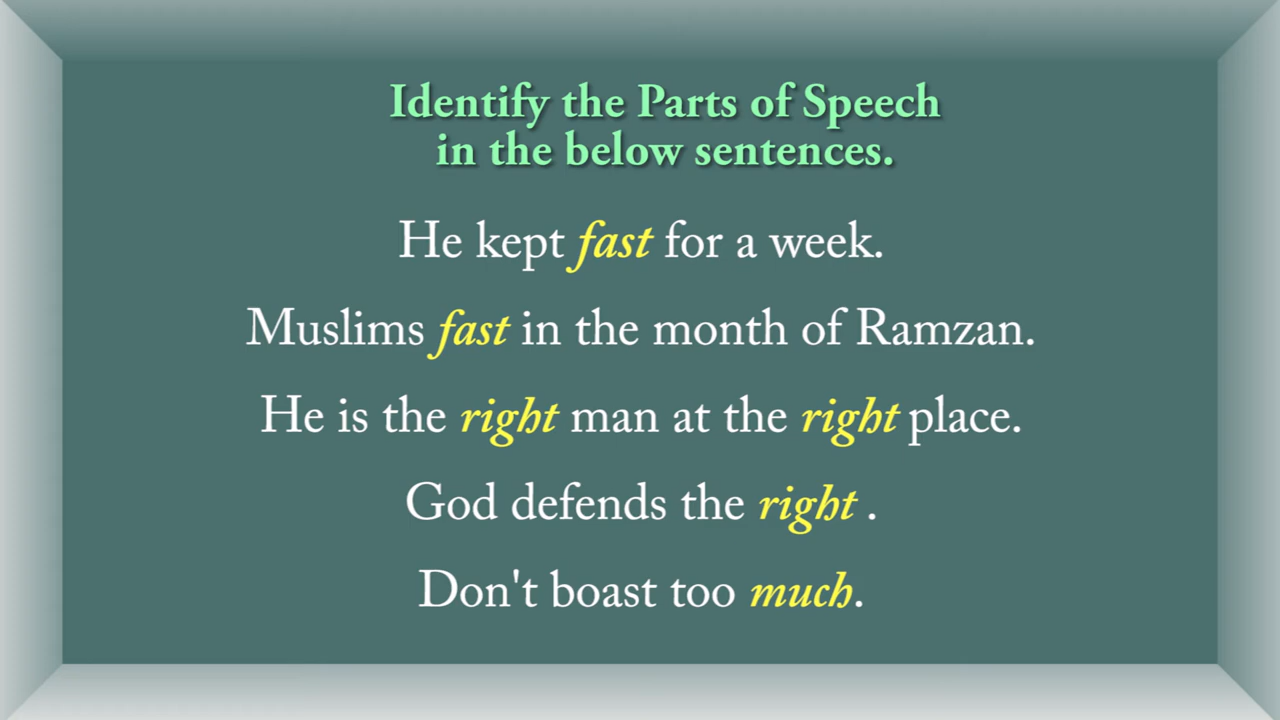 Identify the Parts of Speech
in the below sentences.
He kept fast for a week.
Muslims fast in the month of Ramzan.
He is the right man at the right place.
God defends the right .
Don't boast too much.